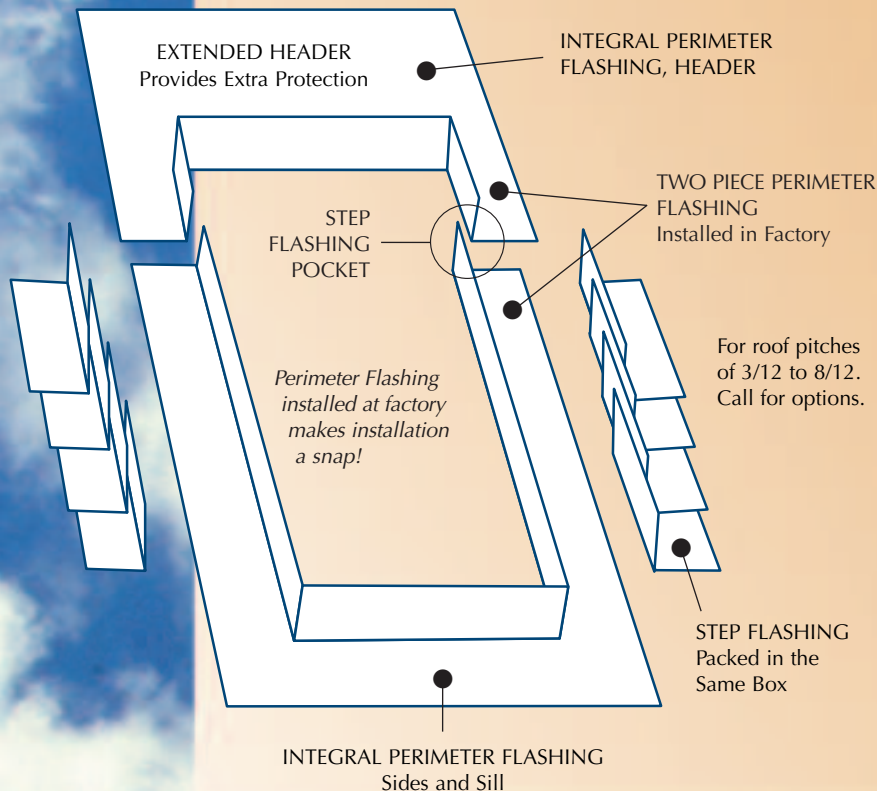 EXTENDED HEADER
Provides Extra Protection
INTEGRAL PERIMETER
FLASHING, HEADER
TWO PIECE PERIMETER
FLASHING
Installed in Factory
STEP
FLASHING
POCKET
For roof pitches
of 3/12 to 8/12.
Call for options.
Perimeter Flashing
installed at factory
makes installation
a snap!
STEP FLASHING
Packed in the
Same Box
INTEGRAL PERIMETER FLASHING
Sides and Sill